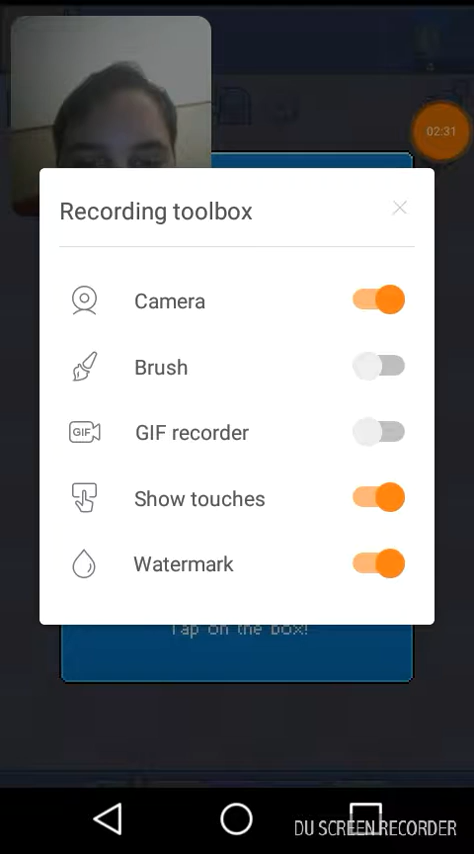 02:31
Recording toolbox
Camera
Brush
GIF
GIF recorder
Show touches
Watermark
Tap on the box!
DU SCREEN RECORDER